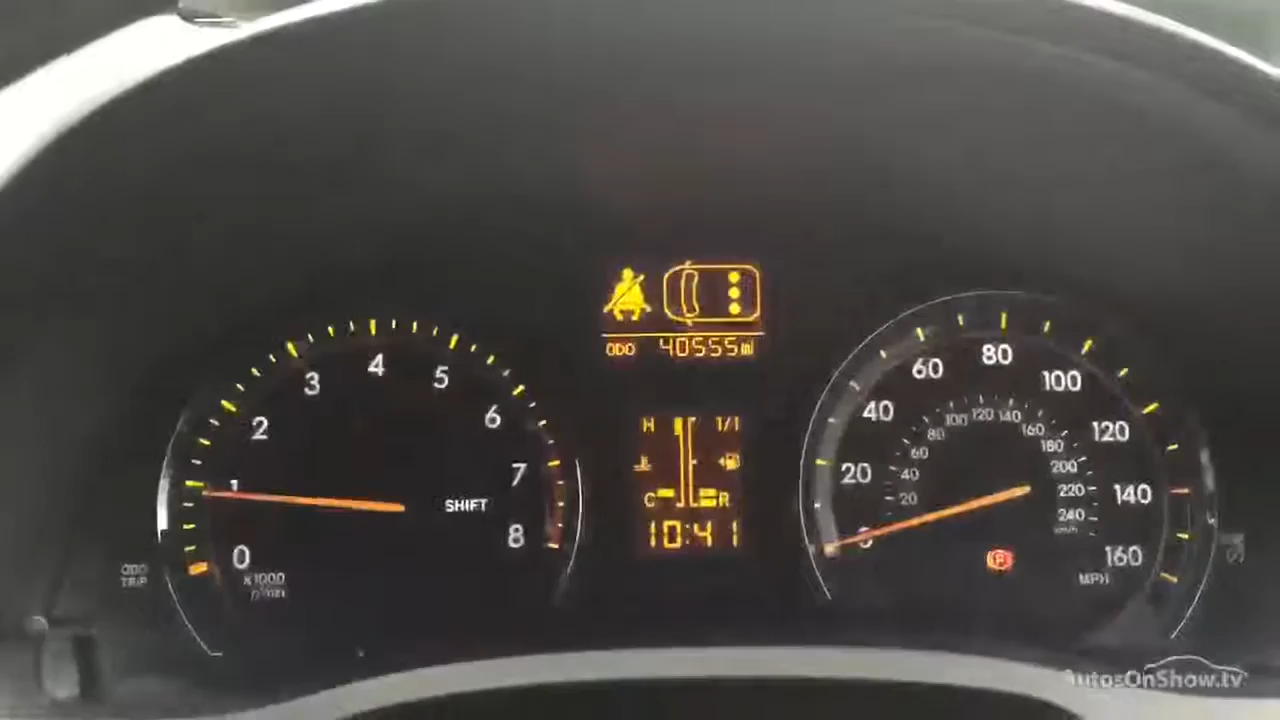 ODO 40555mi
H 1/1
C R
10:41
0 1 2 3 4 5 6 7 8
SHIFT
x1000
r/min
ODO
TRIP
0 20 40 60 80 100 120 140 160
MPH
20 40 60 80 100 120 140 160 180 200 220 240
km/h
P
AutosOnShow.tv